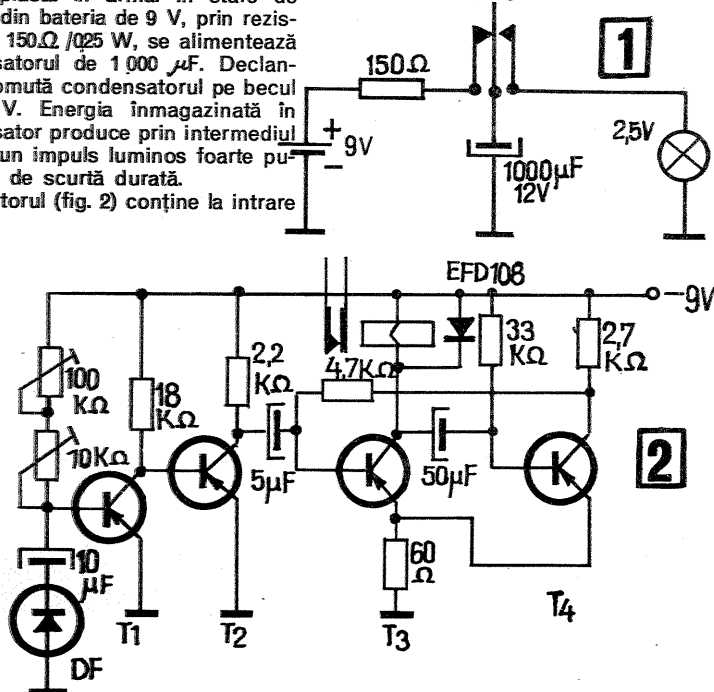 din bateria de 9 V, prin rezis-
150Ω /025 W, se alimentează
satorul de 1 000 μF. Declan-
omută condensatorul pe becul
V. Energia înmagazinată în
sator produce prin intermediul
un impuls luminos foarte pu-
de scurtă durată.
torul (fig. 2) conține la intrare
1
150Ω
+
9V
−
1000μF
12V
2,5V
EFD108
−9V
100
KΩ
10KΩ
18
KΩ
2,2
KΩ
5μF
4.7KΩ
50μF
33
KΩ
2,7
KΩ
2
10
μF
60
Ω
T1
T2
T3
T4
DF